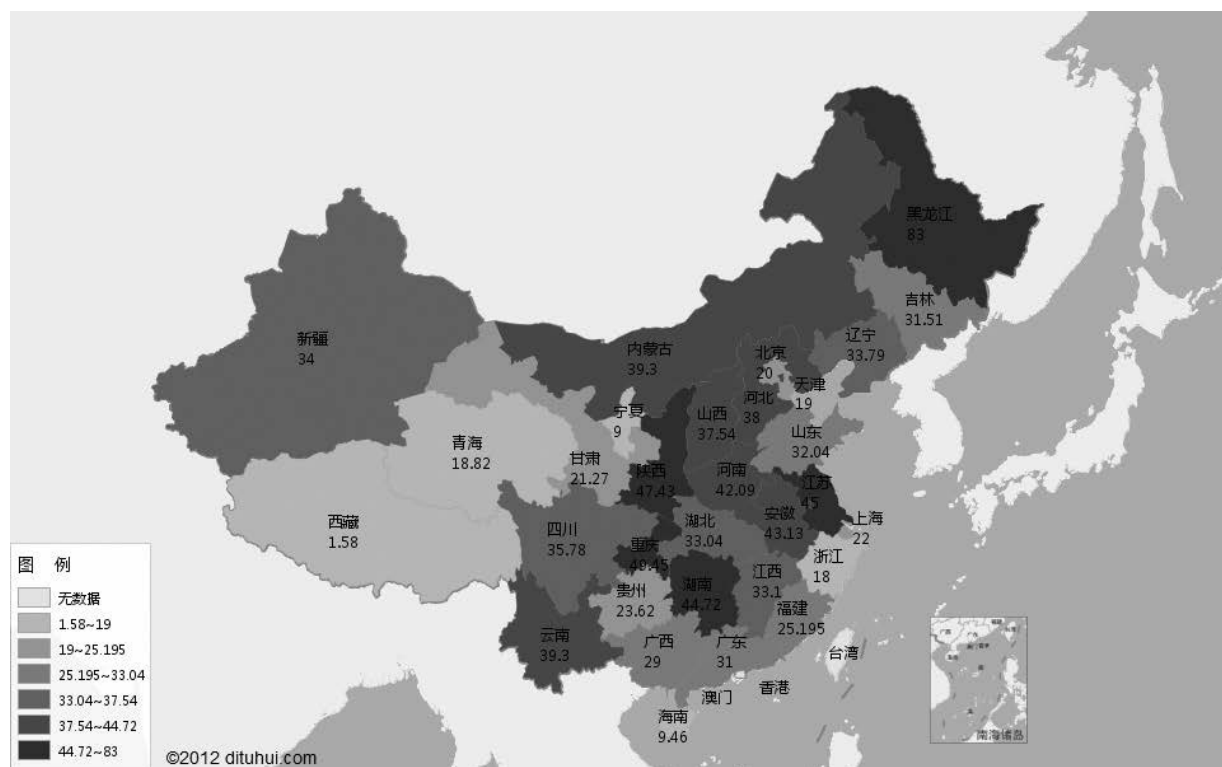 黑龙江
83
吉林
31.51
辽宁
33.79
新疆
34
内蒙古
39.3
北京
20
天津
19
河北
38
宁夏
9
山西
37.54
山东
32.04
青海
18.82
甘肃
21.27
陕西
47.43
河南
42.09
江苏
45
安徽
43.13
上海
22
西藏
1.58
四川
35.78
重庆
49.45
湖北
33.04
浙江
18
湖南
44.72
江西
33.1
贵州
23.62
福建
25.195
云南
39.3
广西
29
广东
31
台湾
香港
澳门
海南
9.46
图 例
无数据
1.58~19
19~25.195
25.195~33.04
33.04~37.54
37.54~44.72
44.72~83
©2012 dituhui.com
南海诸岛